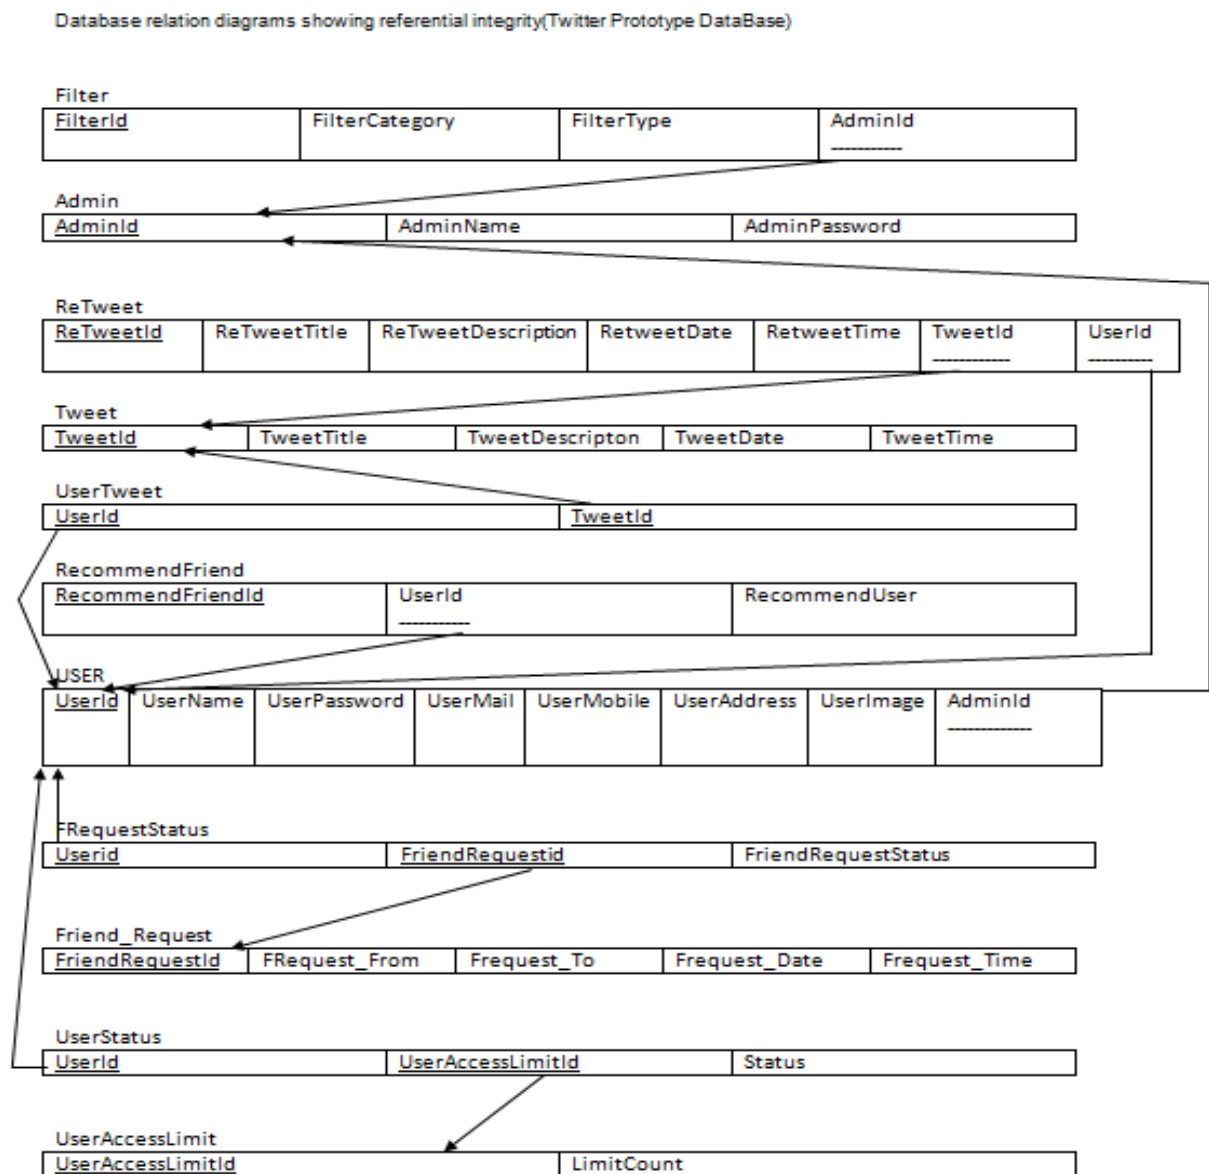 Database relation diagrams showing referential integrity(Twitter Prototype DataBase)
Filter
FilterId FilterCategory FilterType AdminId
-----------
Admin
AdminId AdminName AdminPassword
ReTweet
ReTweetId ReTweetTitle ReTweetDescription RetweetDate RetweetTime TweetId UserId
------------ ----------
Tweet
TweetId TweetTitle TweetDescripton TweetDate TweetTime
UserTweet
UserId TweetId
RecommendFriend
RecommendFriendId UserId RecommendUser
-----------
USER
UserId UserName UserPassword UserMail UserMobile UserAddress UserImage AdminId
-------------
FRequestStatus
Userid FriendRequestid FriendRequestStatus
Friend_Request
FriendRequestId FRequest_From Frequest_To Frequest_Date Frequest_Time
UserStatus
UserId UserAccessLimitId Status
UserAccessLimit
UserAccessLimitId LimitCount